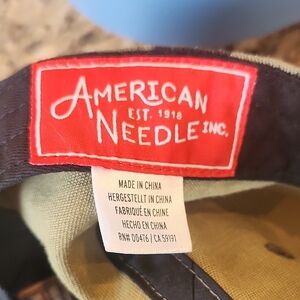 AMERICAN
EST. 1918
NEEDLE INC.
MADE IN CHINA
HERGESTELLT IN CHINA
FABRIQUÉ EN CHINE
HECHO EN CHINA
RN# 00476 | CA 59191